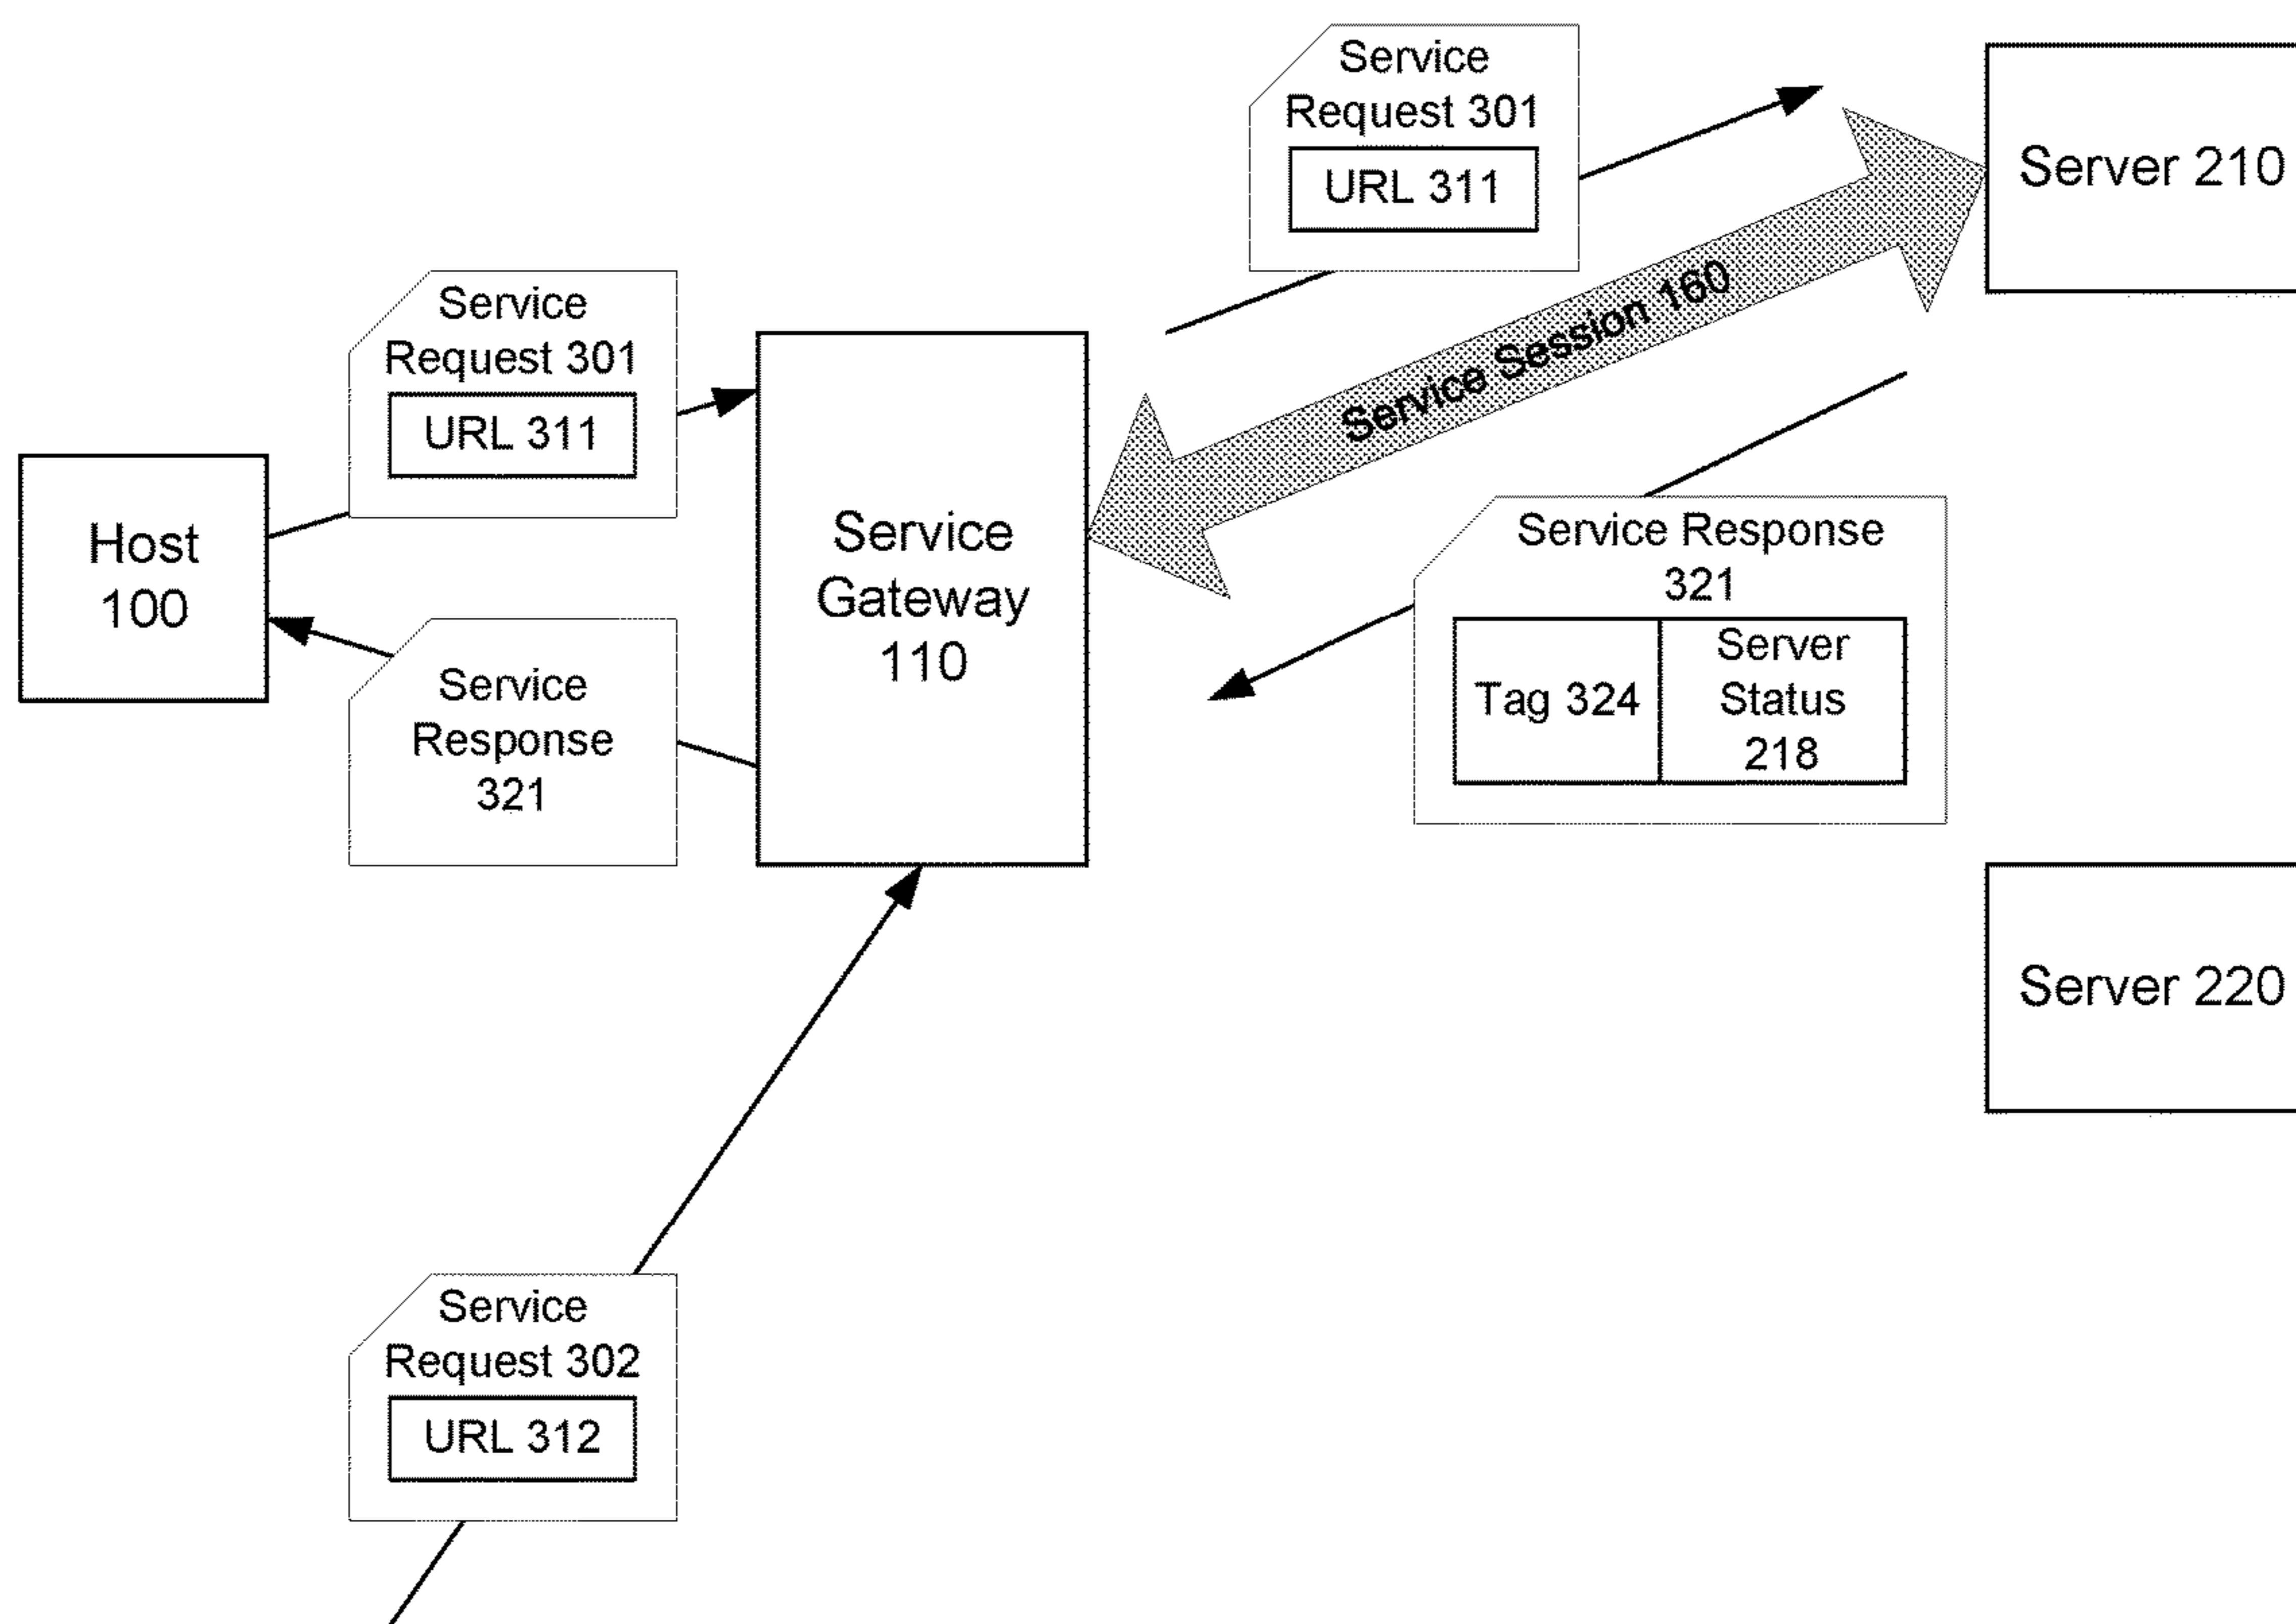 Service
Request 301
URL 311
Server 210
Service Session 160
Service
Request 301
URL 311
Host
100
Service
Gateway
110
Service Response
321
Tag 324
Server
Status
218
Service
Response
321
Server 220
Service
Request 302
URL 312